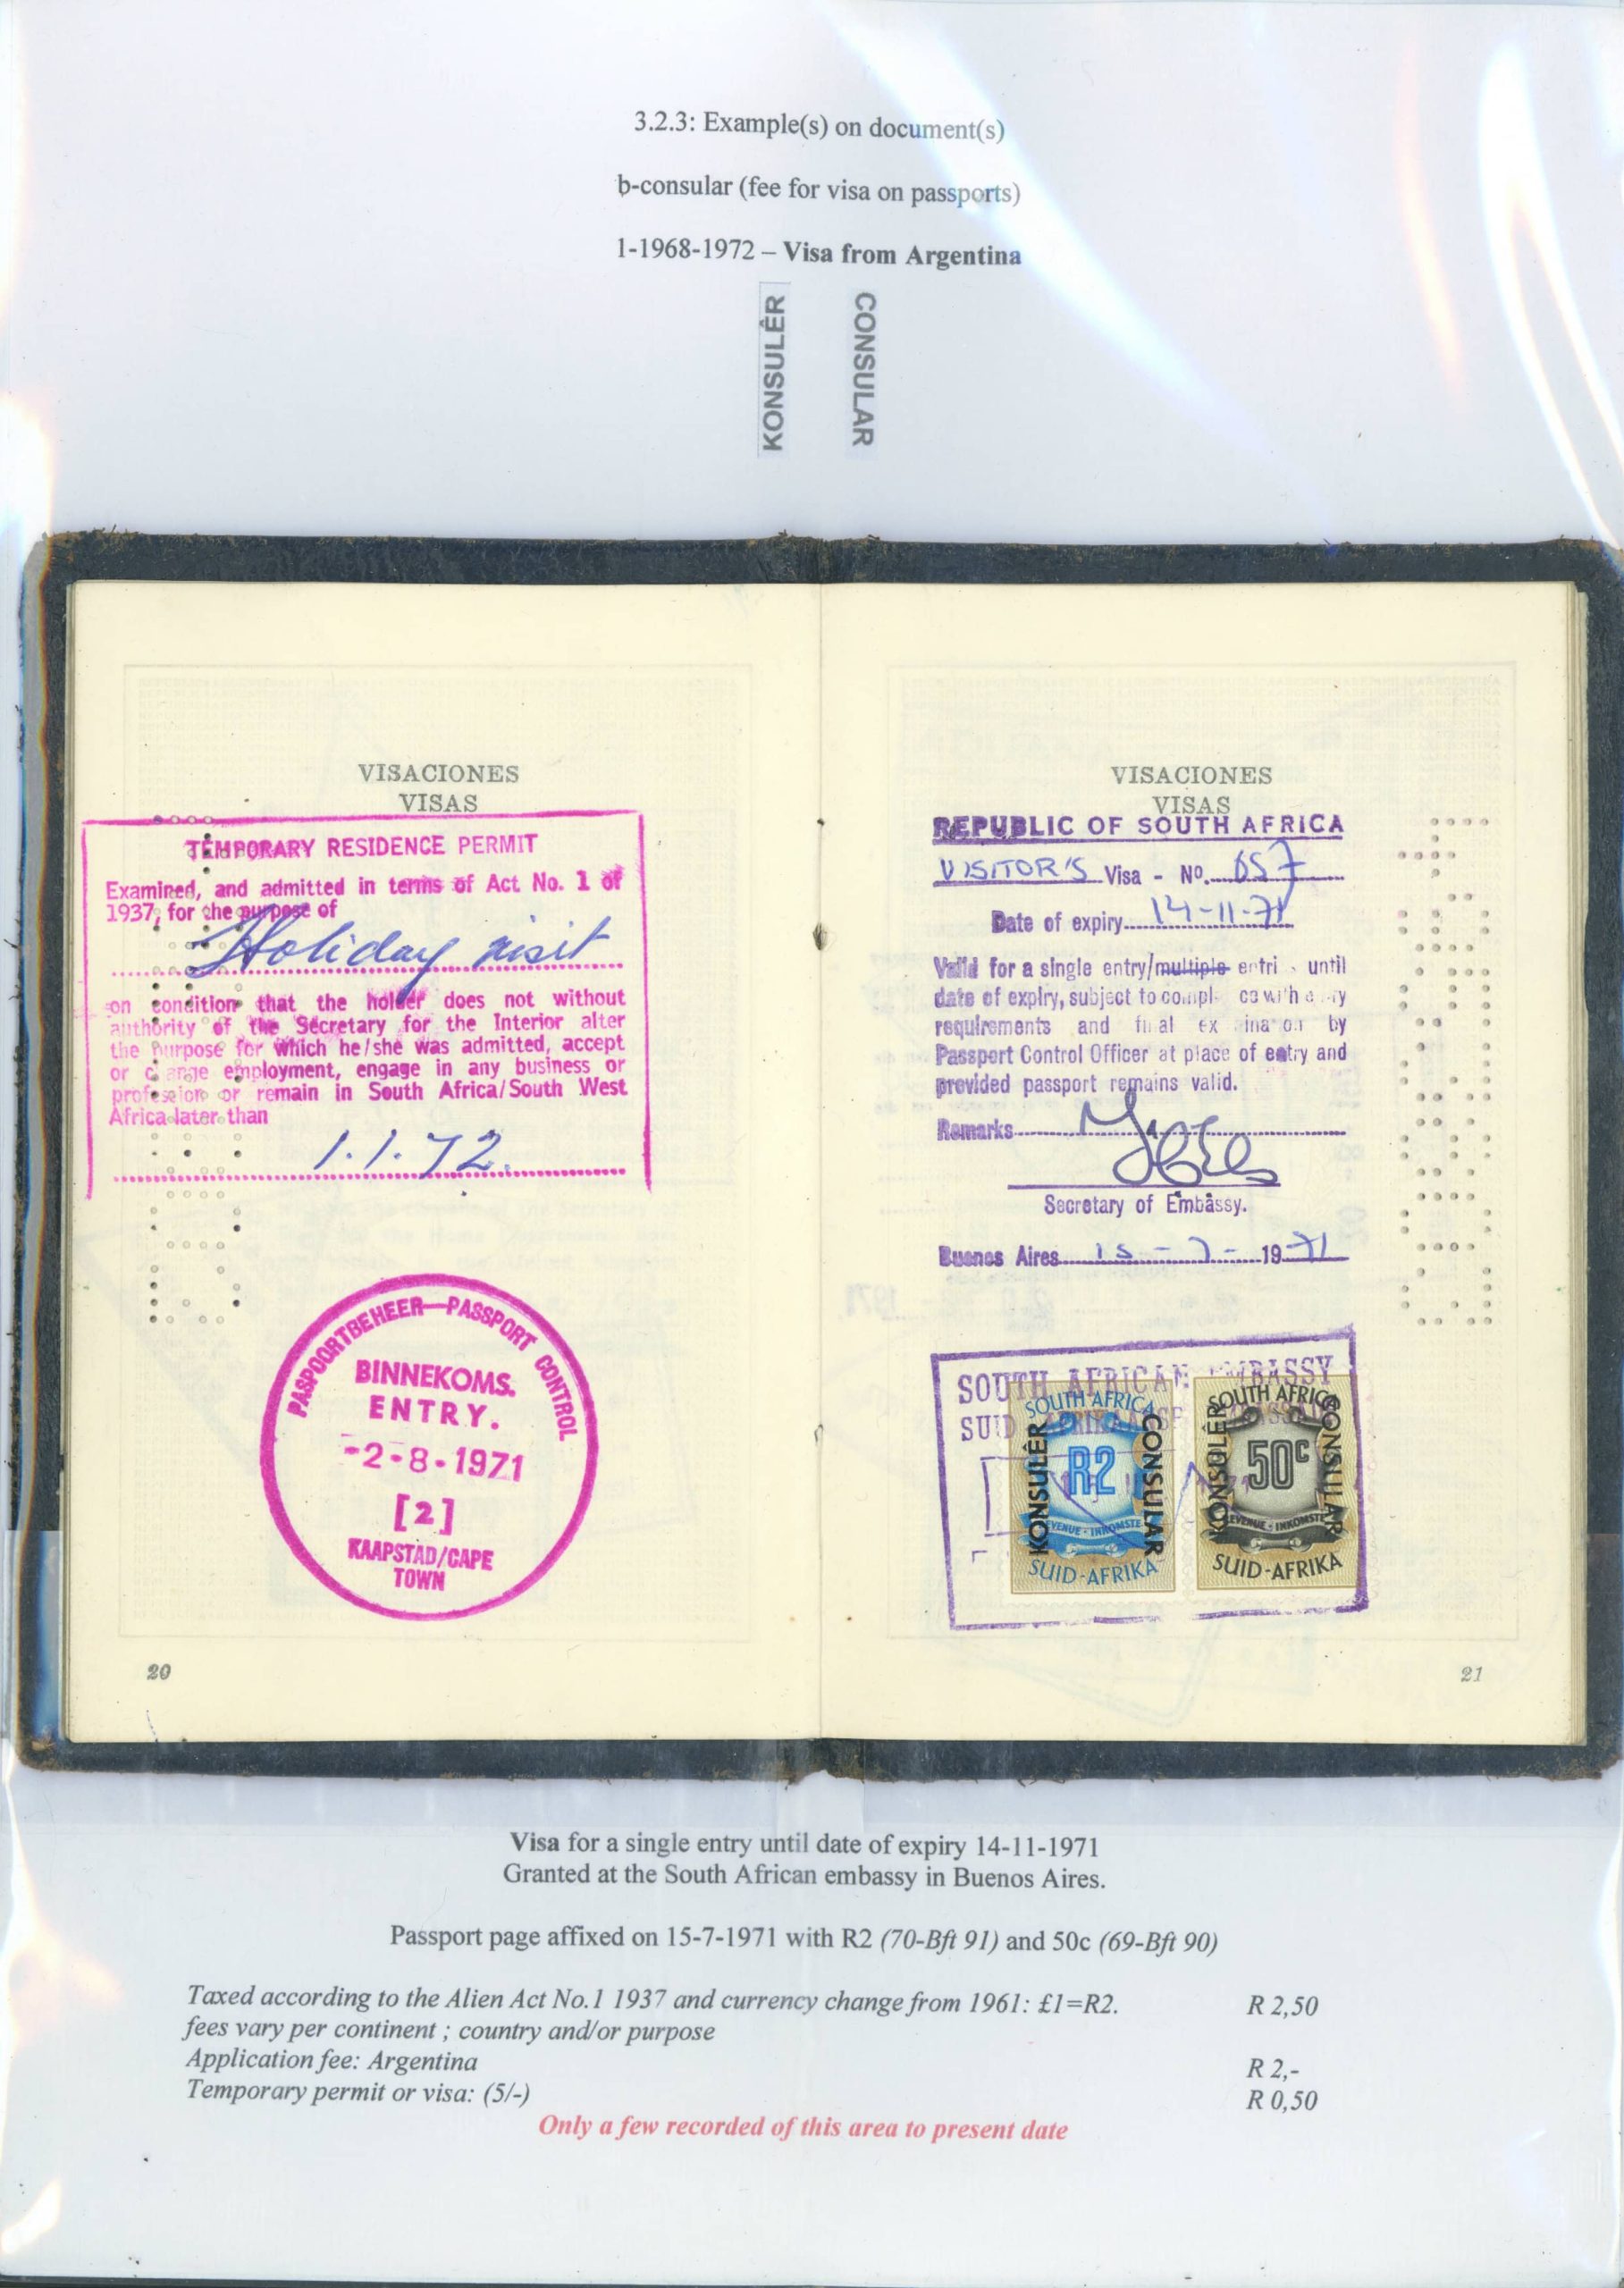 3.2.3: Example(s) on document(s)
b-consular (fee for visa on passports)
1-1968-1972 – Visa from Argentina
KONSULÊR
CONSULAR
VISACIONES
VISAS
TEMPORARY RESIDENCE PERMIT
Examined, and admitted in terms of Act No. 1 of
1937, for the purpose of
Holiday visit
on condition that the holder does not without
authority of the Secretary for the Interior alter
the purpose for which he/she was admitted, accept
or change employment, engage in any business or
profession or remain in South Africa/South West
Africa later than
1.1.72.
PASPOORTBEHEER—PASSPORT CONTROL
BINNEKOMS.
ENTRY.
-2-8-1971
[2]
KAAPSTAD/CAPE
TOWN
20
VISACIONES
VISAS
REPUBLIC OF SOUTH AFRICA
VISITOR'S Visa - No. 657
Date of expiry 14-11-71
Valid for a single entry/multiple until
date of expiry, subject to with
requirements and by
Passport Control Officer at place of entry and
provided passport remains valid.
Remarks
Secretary of Embassy.
Buenos Aires 15-7-1971
SOUTH AFRICAN EMBASSY
SUID
SOUTH AFRICA
KONSULÊR
R2
CONSULAR
REVENUE - INKOMSTE
SUID-AFRIKA
SOUTH AFRICA
KONSULÊR
50c
CONSULAR
REVENUE - INKOMSTE
SUID-AFRIKA
21
Visa for a single entry until date of expiry 14-11-1971
Granted at the South African embassy in Buenos Aires.
Passport page affixed on 15-7-1971 with R2 (70-Bft 91) and 50c (69-Bft 90)
Taxed according to the Alien Act No.1 1937 and currency change from 1961: £1=R2. R 2,50
fees vary per continent ; country and/or purpose
Application fee: Argentina R 2,-
Temporary permit or visa: (5/-) R 0,50
Only a few recorded of this area to present date